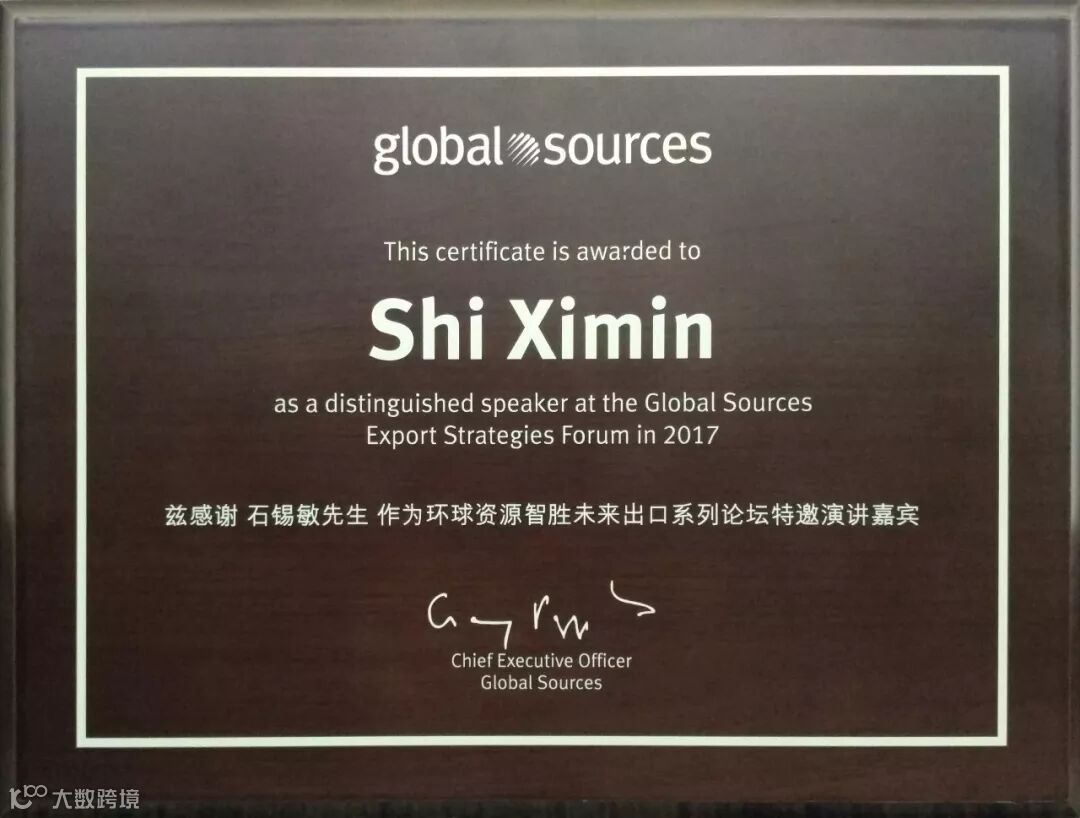 global sources
This certificate is awarded to
Shi Ximin
as a distinguished speaker at the Global Sources
Export Strategies Forum in 2017
兹感谢 石锡敏先生 作为环球资源智胜未来出口系列论坛特邀演讲嘉宾
Chief Executive Officer
Global Sources
大数跨境